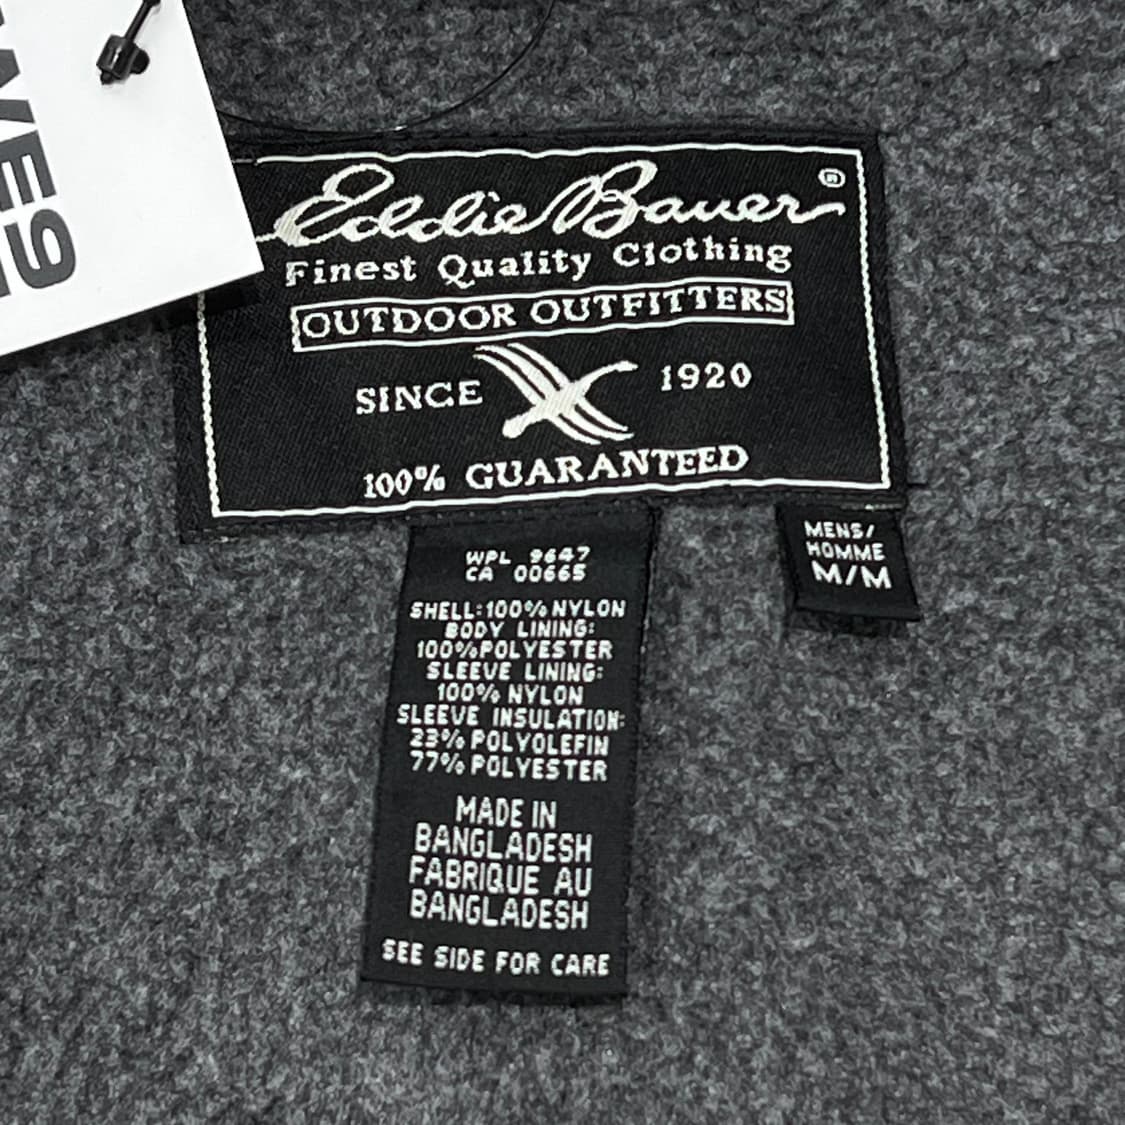 WE9
Eddie Bauer®
Finest Quality Clothing
OUTDOOR OUTFITTERS
SINCE 1920
100% GUARANTEED
MENS/
HOMME
M/M
WPL 9647
CA 00665
SHELL:100% NYLON
BODY LINING:
100%POLYESTER
SLEEVE LINING:
100% NYLON
SLEEVE INSULATION:
23% POLYOLEFIN
77% POLYESTER
MADE IN
BANGLADESH
FABRIQUE AU
BANGLADESH
SEE SIDE FOR CARE